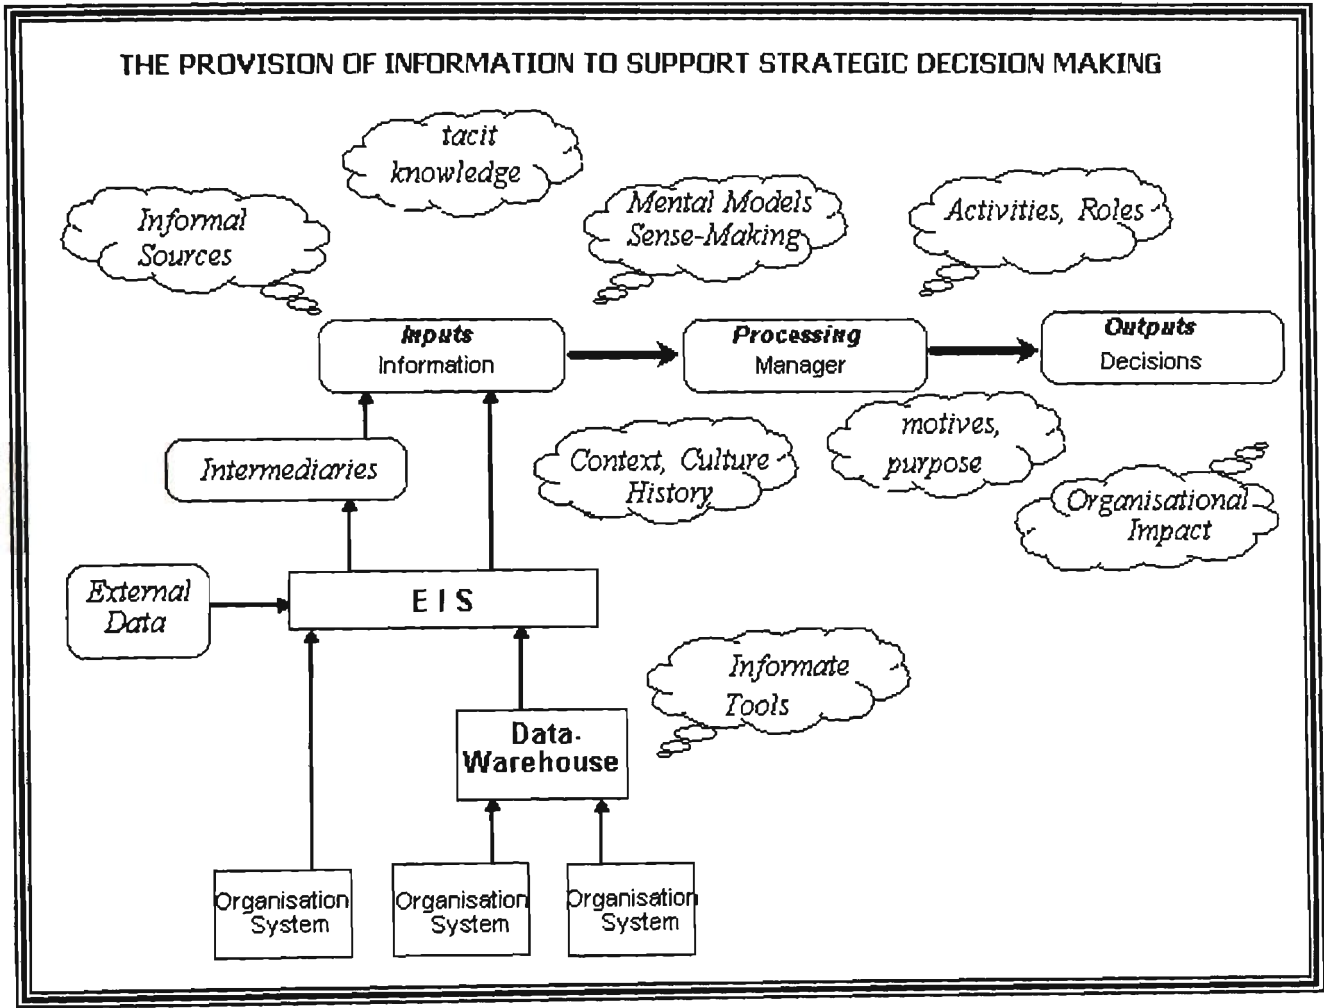 THE PROVISION OF INFORMATION TO SUPPORT STRATEGIC DECISION MAKING
tacit
knowledge
Informal
Sources
Mental Models
Sense-Making
Activities, Roles
Inputs
Information
Processing
Manager
Outputs
Decisions
Intermediaries
Context, Culture
History
motives,
purpose
Organisational
Impact
External
Data
E I S
Informate
Tools
Data-
Warehouse
Organisation
System
Organisation
System
Organisation
System